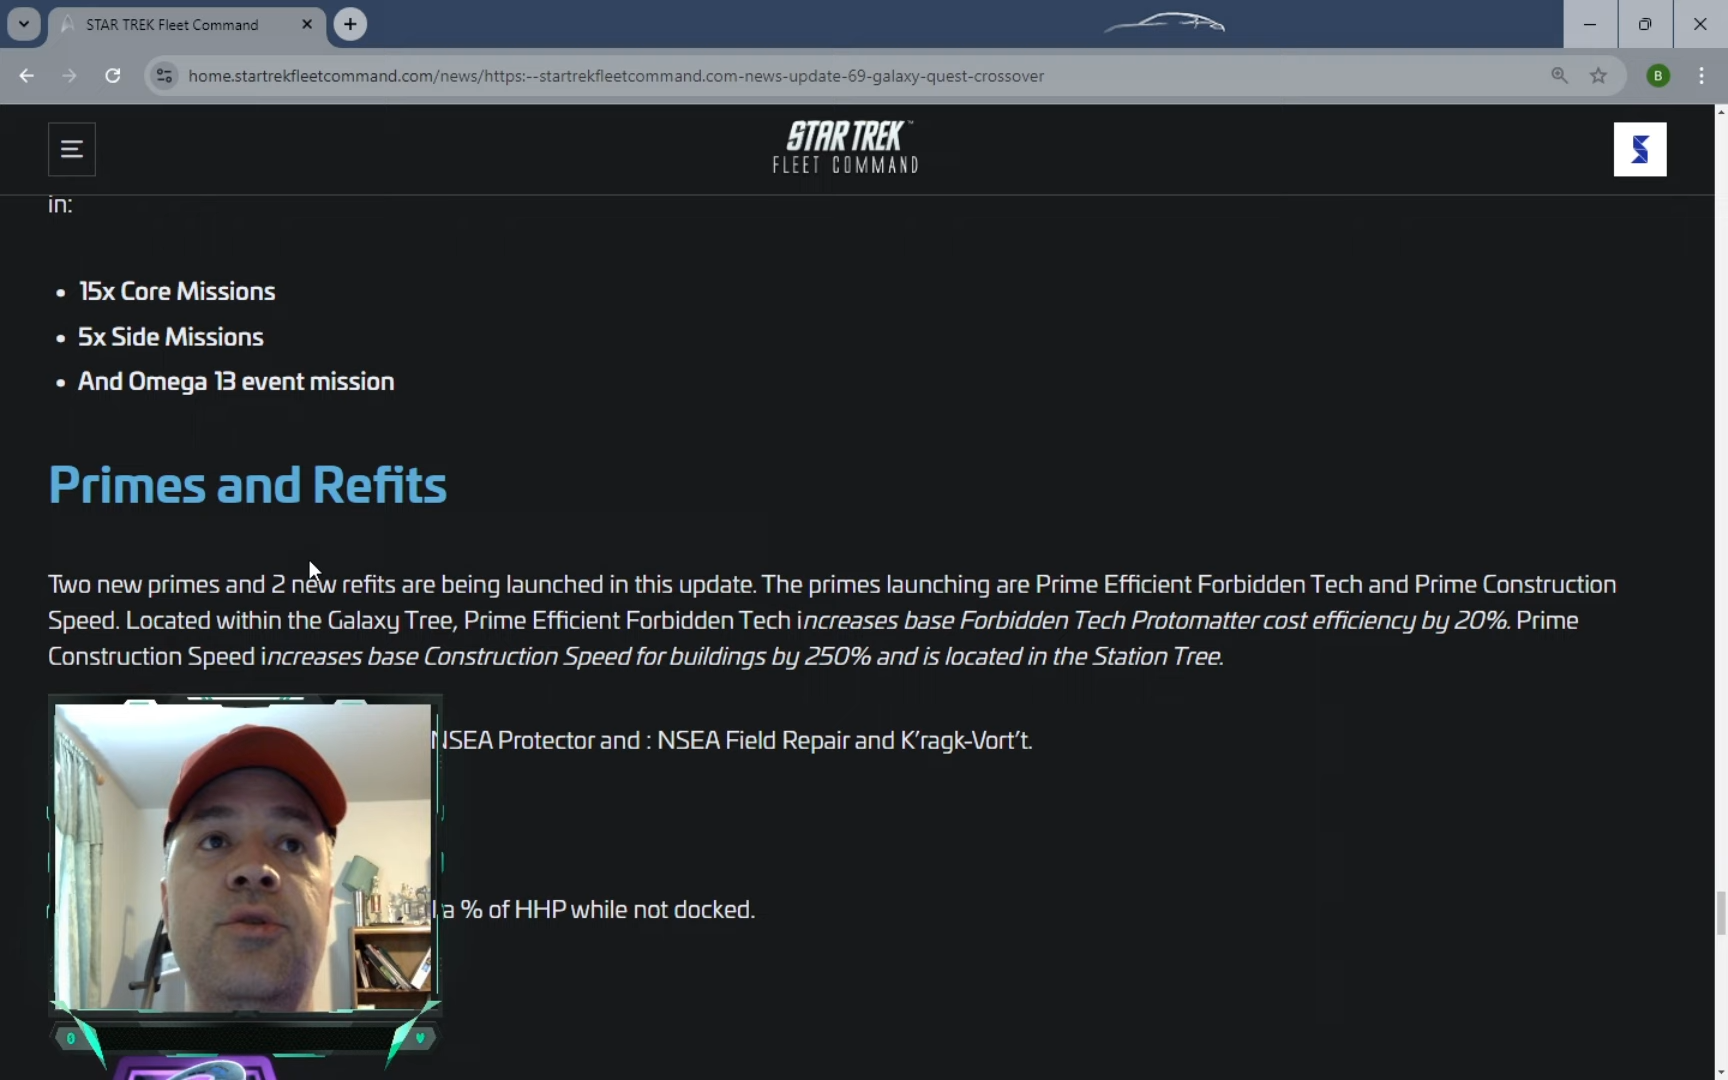 STAR TREK Fleet Command
home.startrekfleetcommand.com/news/https:--startrekfleetcommand.com-news-update-69-galaxy-quest-crossover
B
STAR TREK™
FLEET COMMAND
in:
• 15x Core Missions
• 5x Side Missions
• And Omega 13 event mission
Primes and Refits
Two new primes and 2 new refits are being launched in this update. The primes launching are Prime Efficient Forbidden Tech and Prime Construction
Speed. Located within the Galaxy Tree, Prime Efficient Forbidden Tech increases base Forbidden Tech Protomatter cost efficiency by 20%. Prime
Construction Speed increases base Construction Speed for buildings by 250% and is located in the Station Tree.
NSEA Protector and : NSEA Field Repair and K’ragk-Vort’t.
a % of HHP while not docked.
0